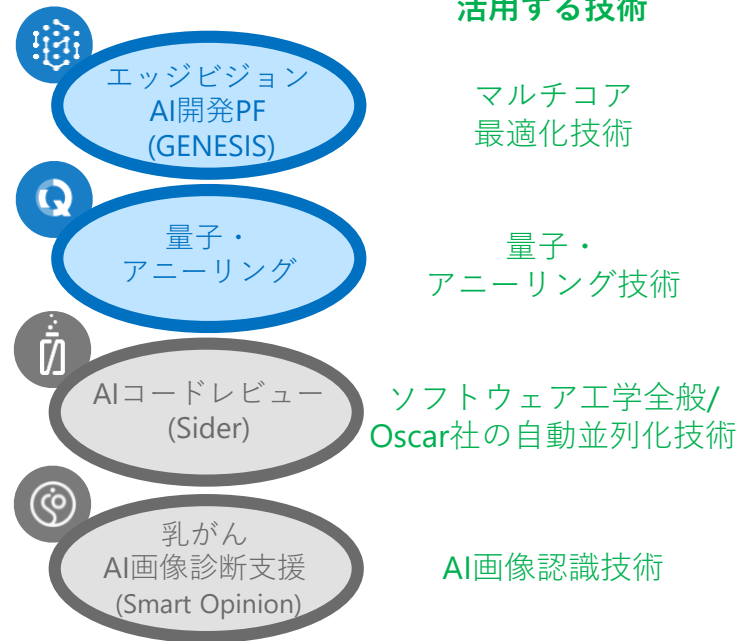 活用する技術
エッジビジョン
AI開発PF
(GENESIS)
マルチコア
最適化技術
量子・
アニーリング
量子・
アニーリング技術
AIコードレビュー
(Sider)
ソフトウェア工学全般/
Oscar社の自動並列化技術
乳がん
AI画像診断支援
(Smart Opinion)
AI画像認識技術